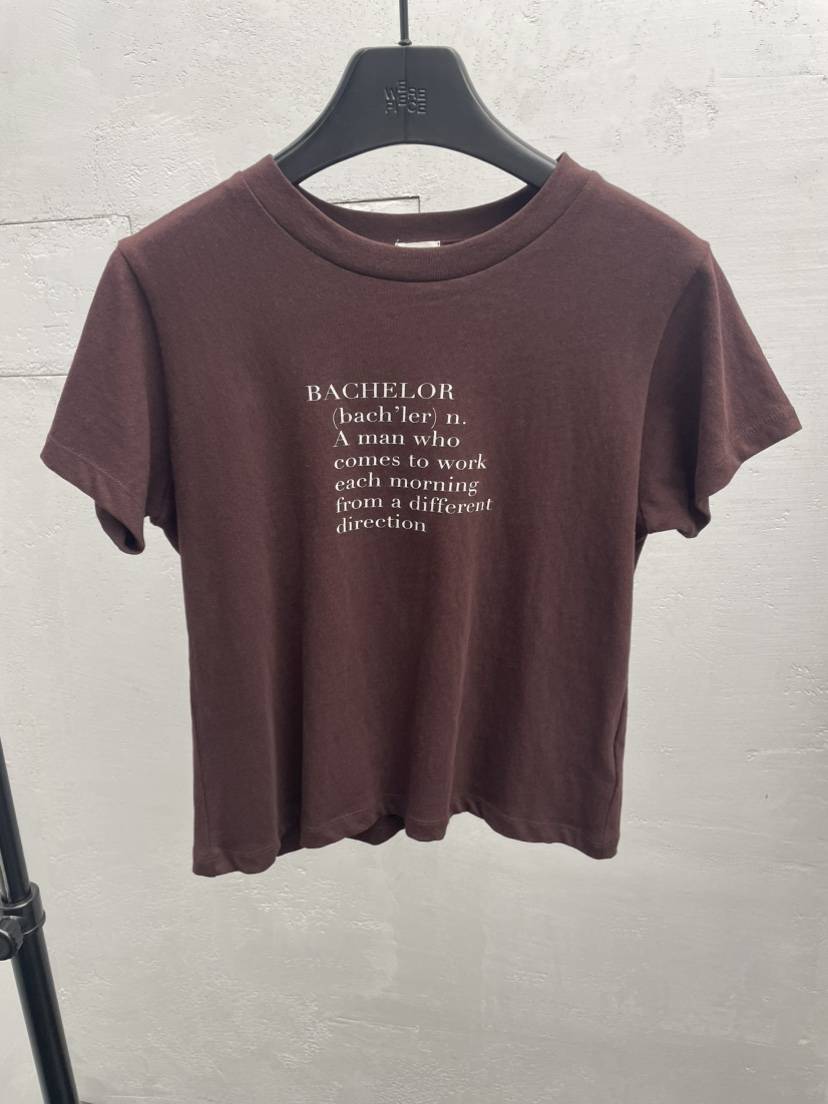 BACHELOR
(bach'ler) n.
A man who
comes to work
each morning
from a different
direction